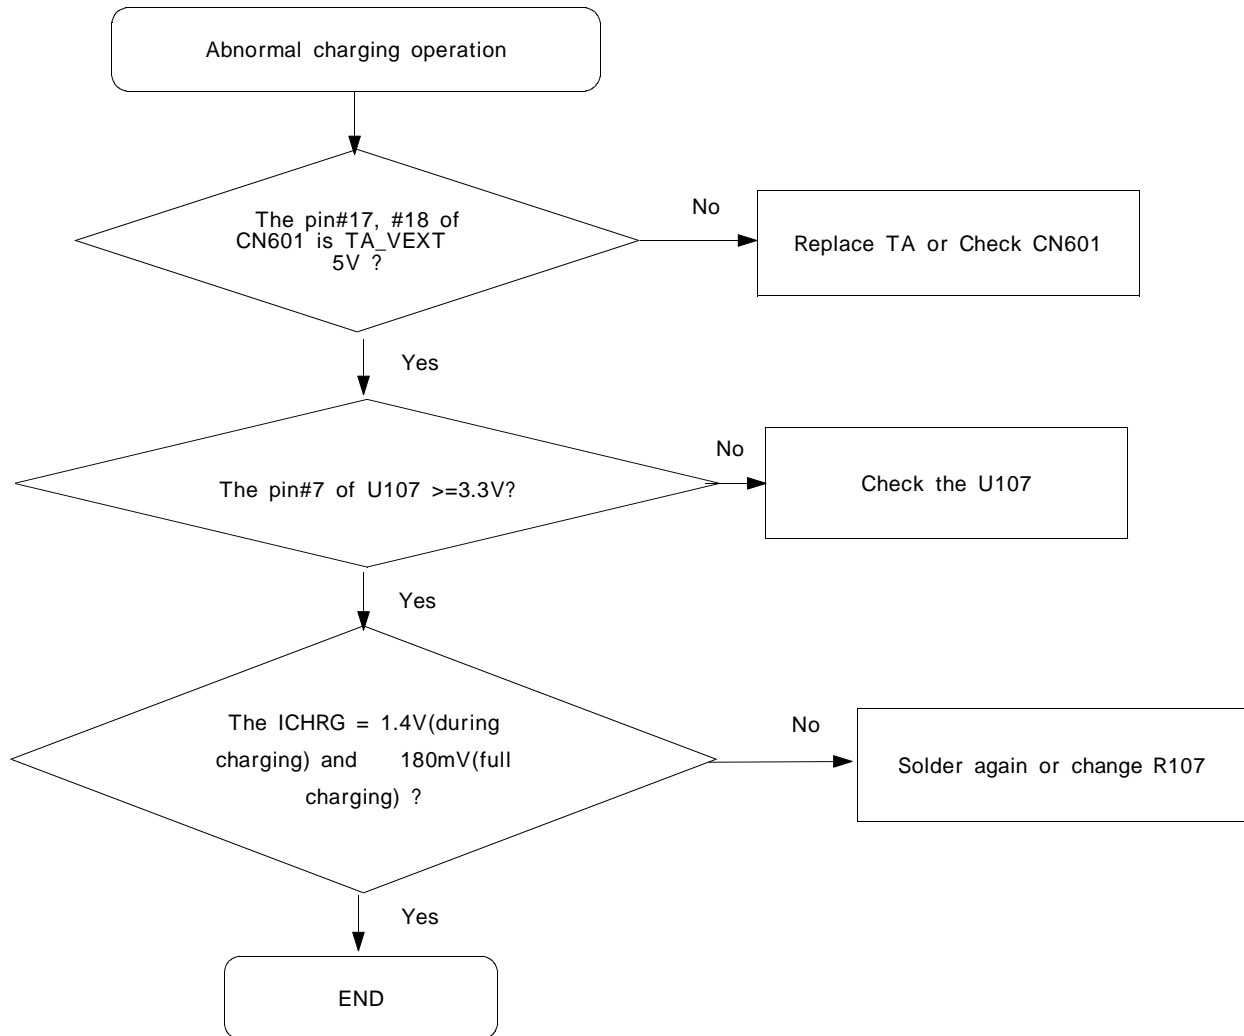 Abnormal charging operation
The pin#17, #18 of
CN601 is TA_VEXT
5V ?
No
Replace TA or Check CN601
Yes
The pin#7 of U107 >=3.3V?
No
Check the U107
Yes
The ICHRG = 1.4V(during
charging) and 180mV(full
charging) ?
No
Solder again or change R107
Yes
END